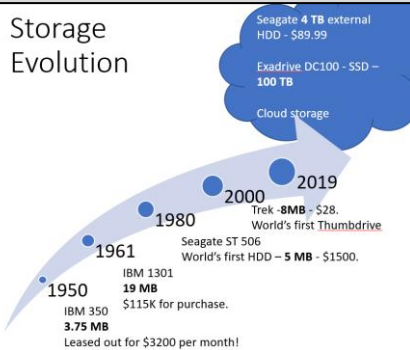 Storage
Evolution
Seagate 4 TB external
HDD - $89.99
Exadrive DC100 - SSD –
100 TB
Cloud storage
2019
2000
Trek -8MB - $28.
World's first Thumbdrive
1980
Seagate ST 506
World's first HDD – 5 MB - $1500.
1961
IBM 1301
19 MB
$115K for purchase.
1950
IBM 350
3.75 MB
Leased out for $3200 per month!